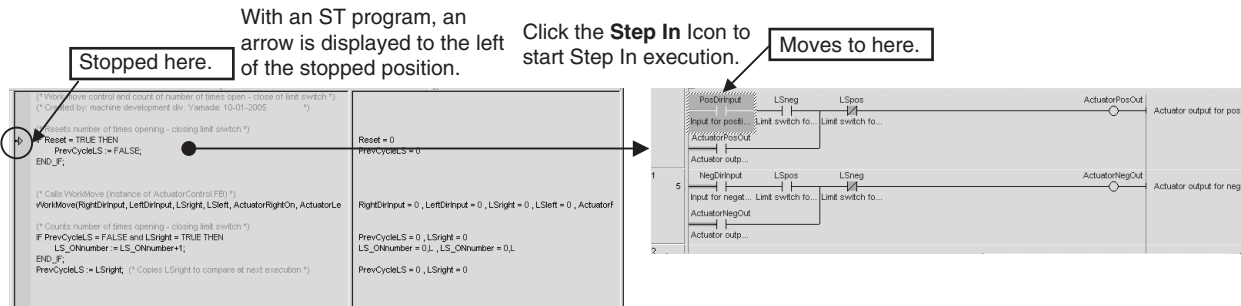 With an ST program, an
arrow is displayed to the left
of the stopped position.
Click the Step In Icon to
start Step In execution.
Stopped here.
Moves to here.
(* Work move control and count of number of times open - close of limit switch *)
(* Created by: machine development div. Yamada: 10-01-2005 *)
Resets number of times opening - closing limit siwtch *)
IF Reset = TRUE THEN
PrevCycleLS := FALSE;
END_IF;
(* Calls WorkMove (instance of ActuatorControl FB) *)
WorkMove(RightDirInput, LeftDirInput, LSright, LSleft, ActuatorRightOn, ActuatorLe
(* Counts number of times opening - closing limit switch *)
IF PrevCycleLS = FALSE and LSright = TRUE THEN
LS_ONnumber := LS_ONnumber+1;
END_IF;
PrevCycleLS := LSright; (* Copies LSright to compare at next execution *)
Reset = 0
PrevCycleLS = 0
RightDirInput = 0 , LeftDirInput = 0 , LSright = 0 , LSleft = 0 , ActuatorF
PrevCycleLS = 0 , LSright = 0
LS_ONnumber = 0,L , LS_ONnumber = 0,L
PrevCycleLS = 0 , LSright = 0
PosDirInput LSneg LSpos ActuatorPosOut
Input for positi... Limit switch fo... Limit switch fo... Actuator output for pos
ActuatorPosOut
Actuator outp...
1
5
NegDirInput LSpos LSneg ActuatorNegOut
Input for negat... Limit switch fo... Limit switch fo... Actuator output for neg
ActuatorNegOut
Actuator outp...
2